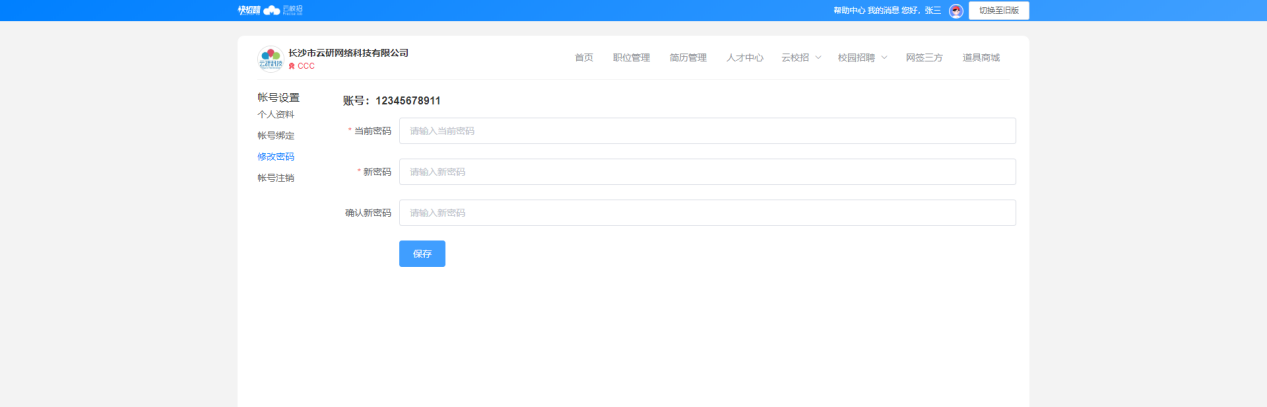 云校招
帮助中心 我的消息 您好，张三 切换至旧版
长沙市云研网络科技有限公司
CCC
首页 职位管理 简历管理 人才中心 云校招 校园招聘 网签三方 道具商城
帐号设置
个人资料
帐号绑定
修改密码
帐号注销
账号：12345678911
* 当前密码 请输入当前密码
* 新密码 请输入新密码
确认新密码 请输入新密码
保存